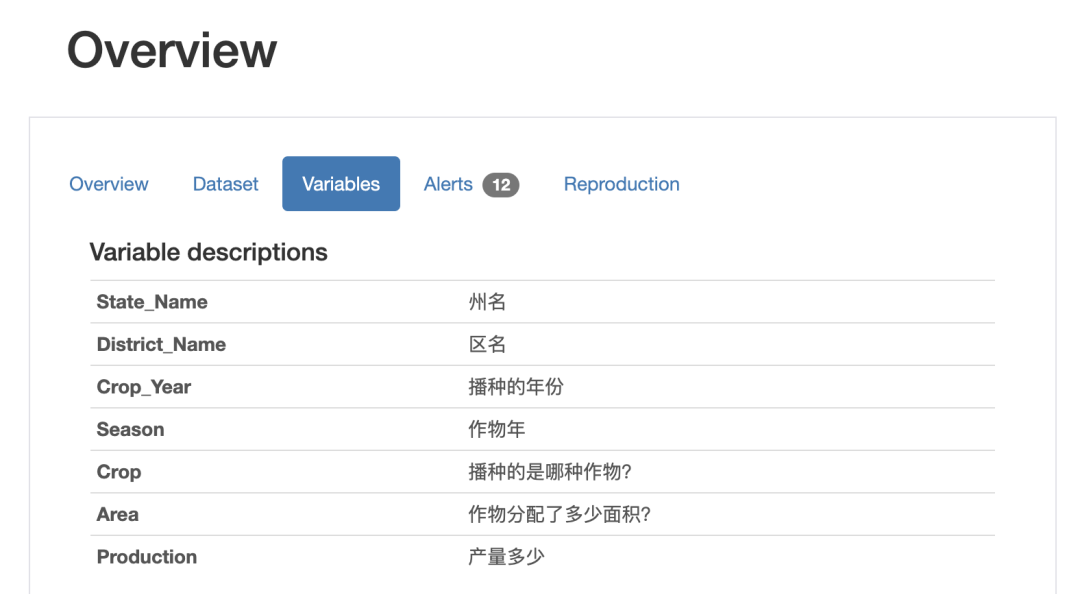 Overview
Overview Dataset Variables Alerts 12 Reproduction
Variable descriptions
State_Name 州名
District_Name 区名
Crop_Year 播种的年份
Season 作物年
Crop 播种的是哪种作物?
Area 作物分配了多少面积?
Production 产量多少